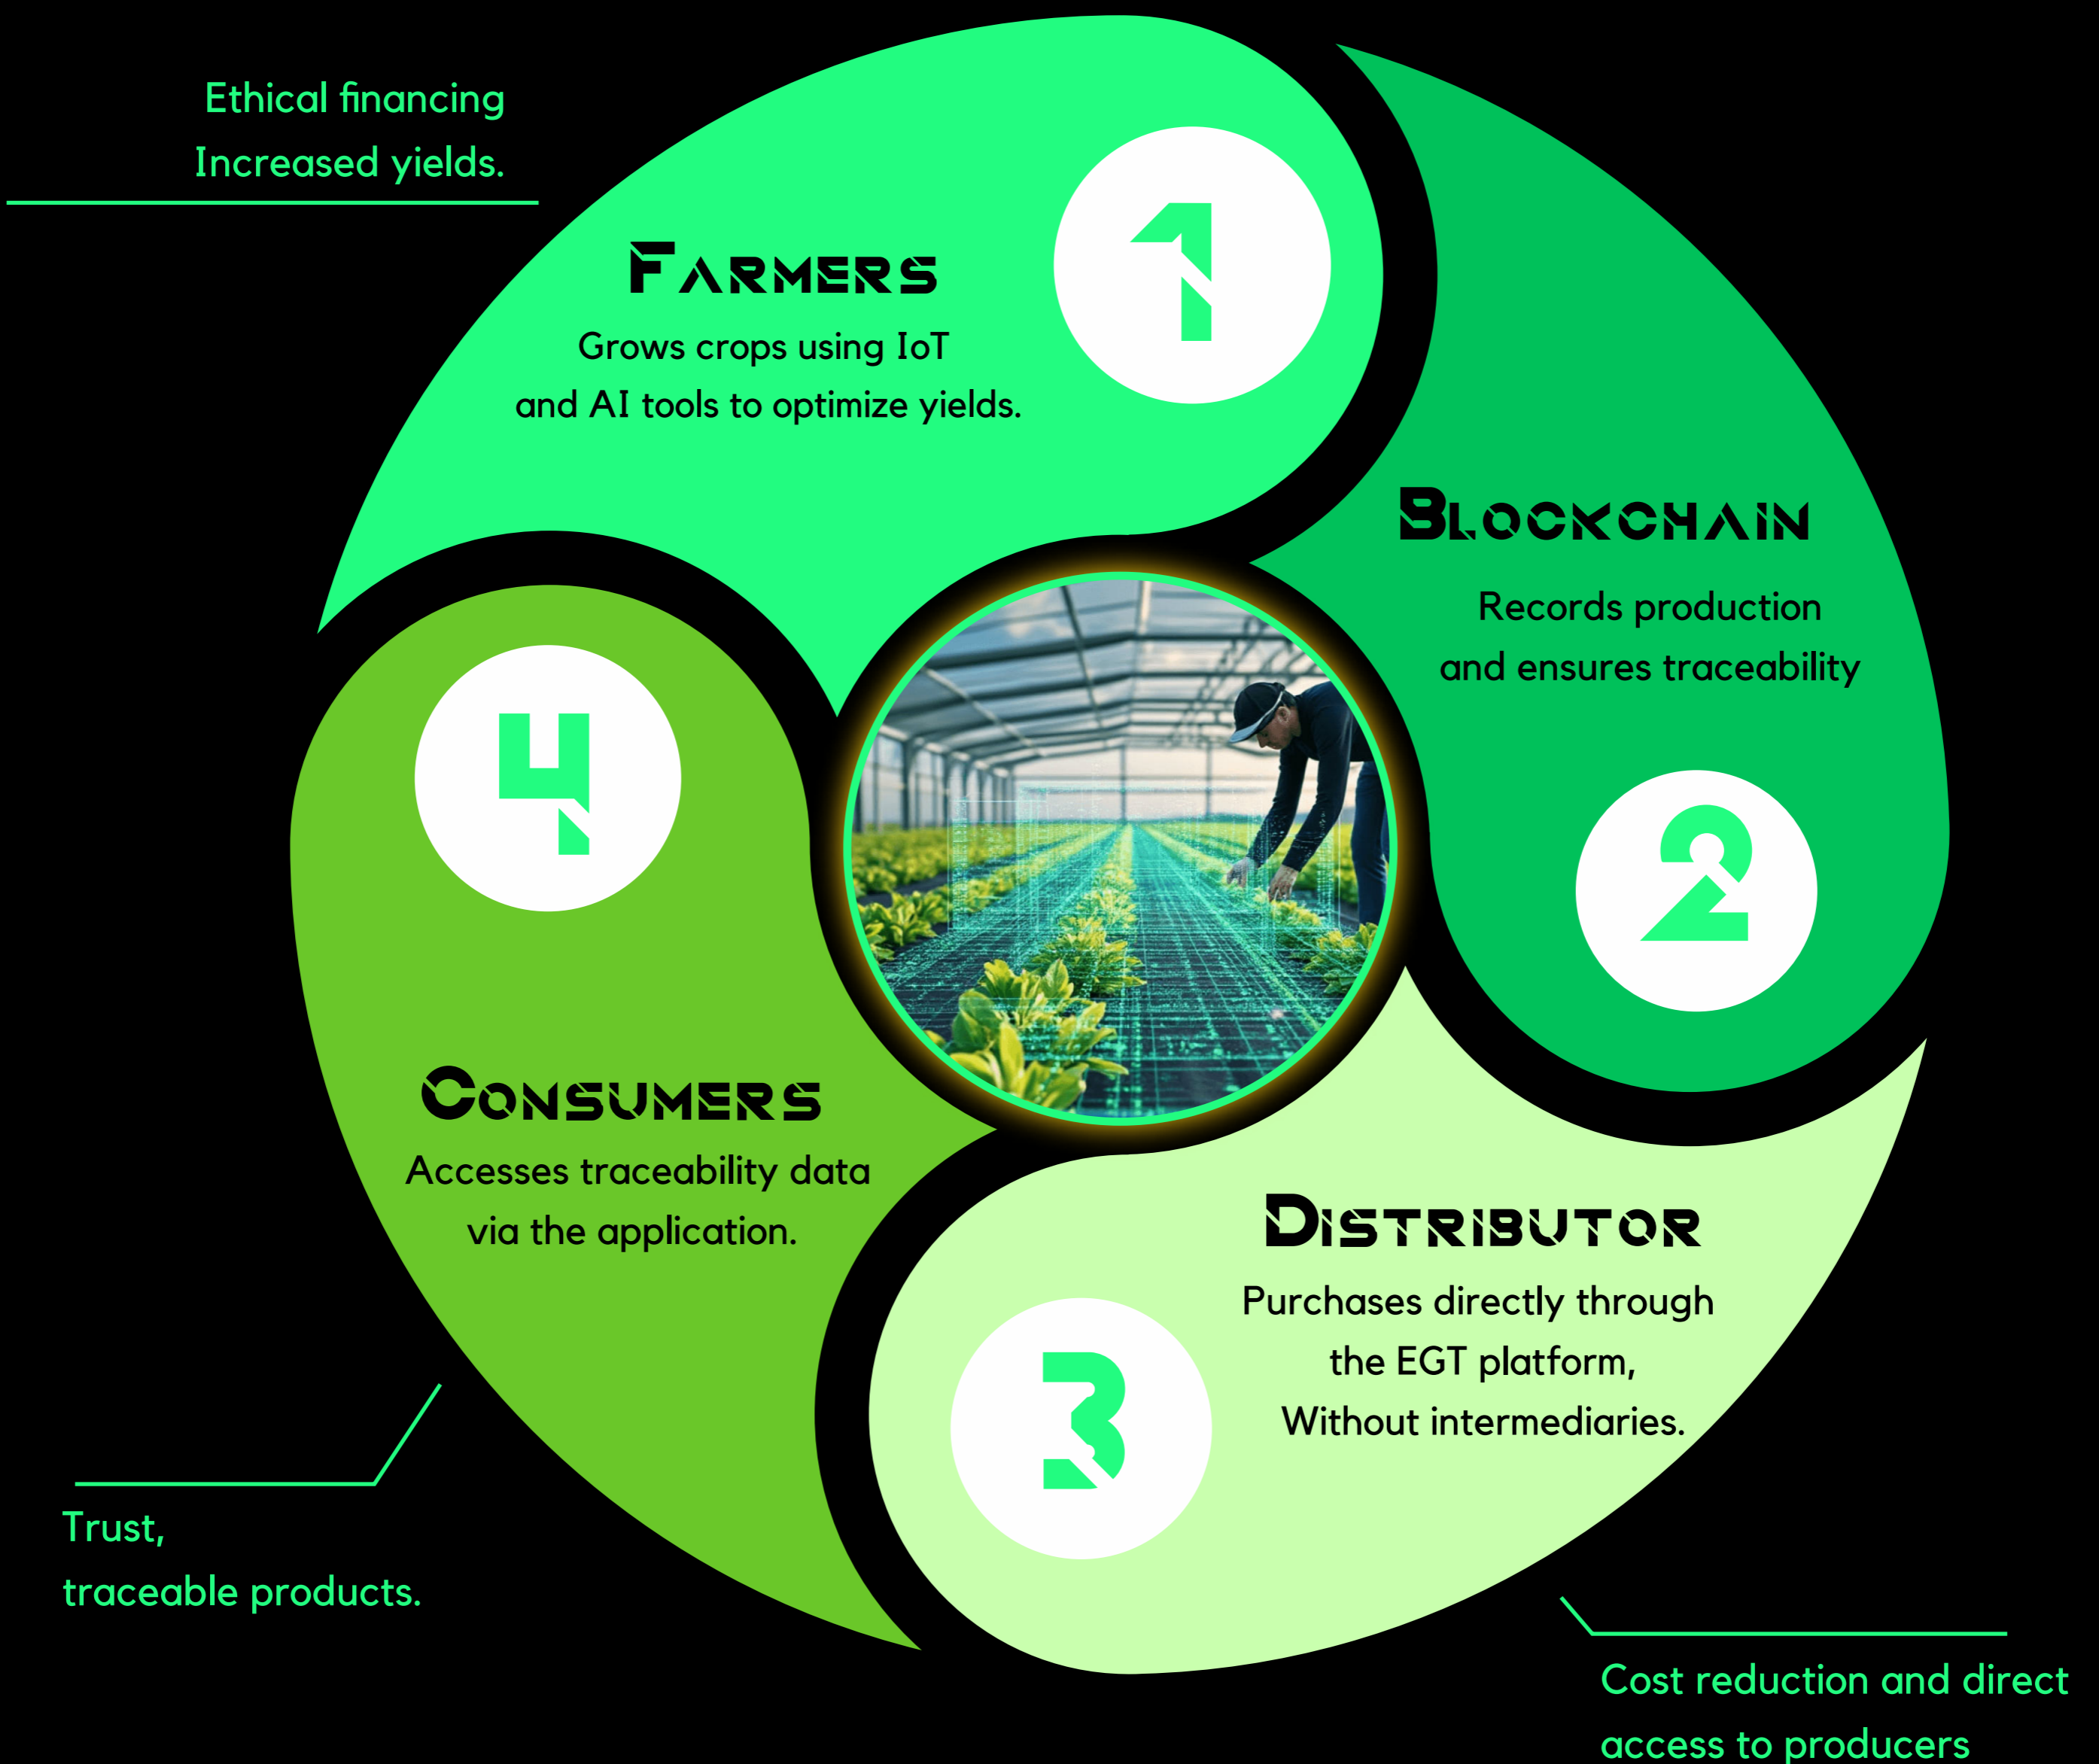 Ethical financing
Increased yields.
1
Farmers
Grows crops using IoT
and AI tools to optimize yields.
Blockchain
Records production
and ensures traceability
2
Distributor
Purchases directly through
the EGT platform,
Without intermediaries.
3
Cost reduction and direct
access to producers
4
Consumers
Accesses traceability data
via the application.
Trust,
traceable products.